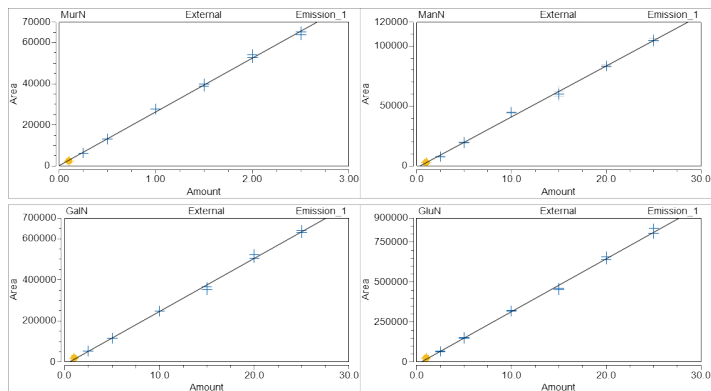 MurN External Emission_1
70000
60000
40000
20000
0
Area
0.00 1.00 2.00 3.00
Amount
ManN External Emission_1
120000
100000
50000
0
Area
0.0 10.0 20.0 30.0
Amount
GalN External Emission_1
700000
600000
400000
200000
0
Area
0.0 10.0 20.0 30.0
Amount
GluN External Emission_1
900000
750000
500000
250000
0
Area
0.0 10.0 20.0 30.0
Amount